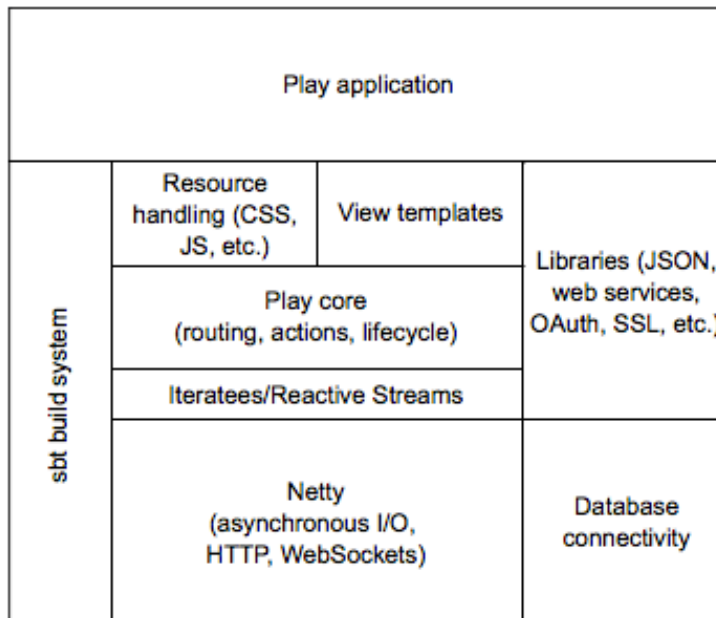 Play application
Resource
handling (CSS,
JS, etc.)
View templates
Libraries (JSON,
web services,
OAuth, SSL, etc.)
Play core
(routing, actions, lifecycle)
sbt build system
Iteratees/Reactive Streams
Netty
(asynchronous I/O,
HTTP, WebSockets)
Database
connectivity